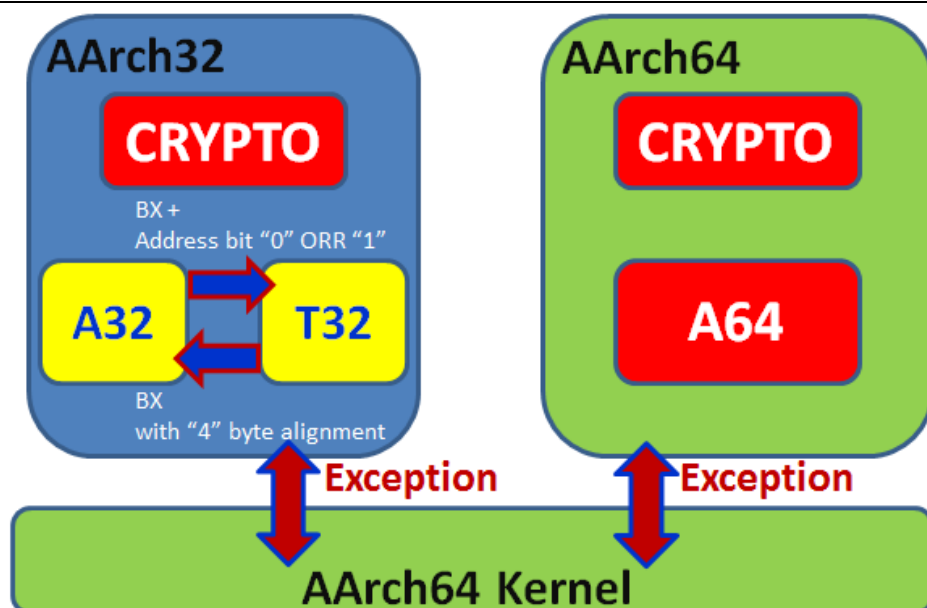 AArch32
CRYPTO
BX +
Address bit “0” ORR “1”
A32
T32
BX
with “4” byte alignment
AArch64
CRYPTO
A64
Exception
Exception
AArch64 Kernel